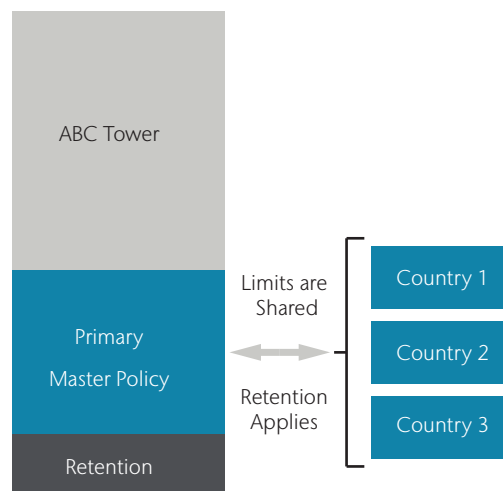 ABC Tower
Primary
Master Policy
Retention
Limits are
Shared
Retention
Applies
Country 1
Country 2
Country 3